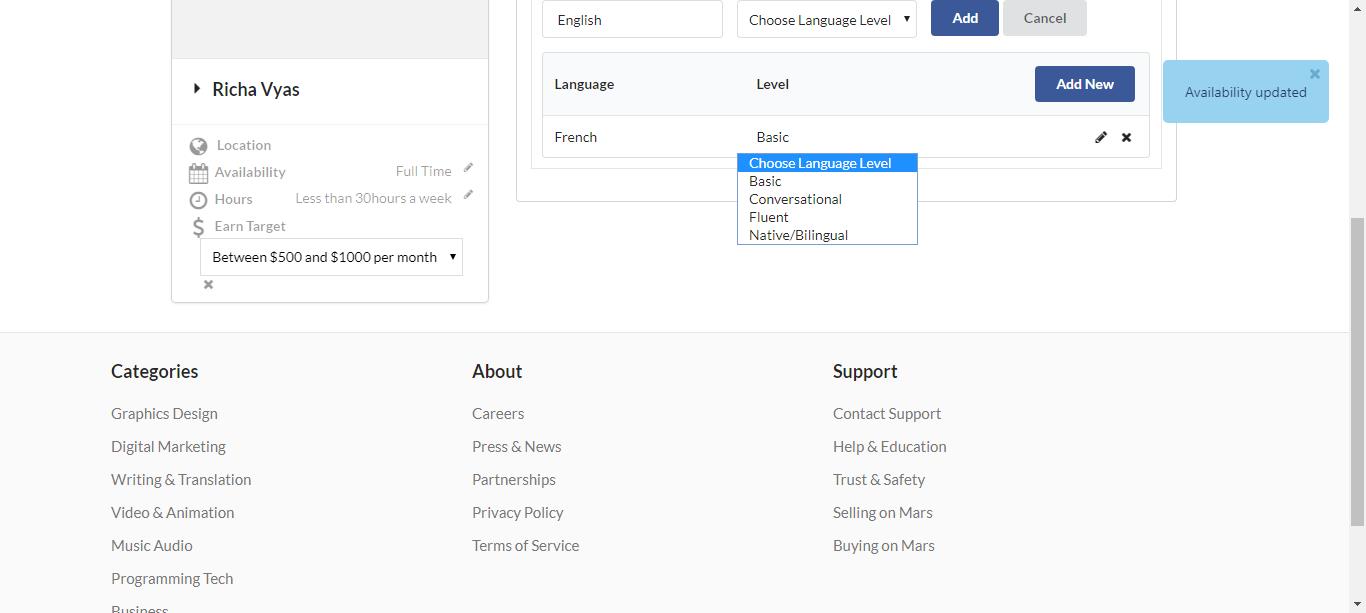 English
Choose Language Level
Add
Cancel
Language
Level
Add New
French
Basic
Choose Language Level
Basic
Conversational
Fluent
Native/Bilingual
Availability updated
Richa Vyas
Location
Availability Full Time
Hours Less than 30hours a week
Earn Target
Between $500 and $1000 per month
Categories
Graphics Design
Digital Marketing
Writing & Translation
Video & Animation
Music Audio
Programming Tech
Business
About
Careers
Press & News
Partnerships
Privacy Policy
Terms of Service
Support
Contact Support
Help & Education
Trust & Safety
Selling on Mars
Buying on Mars